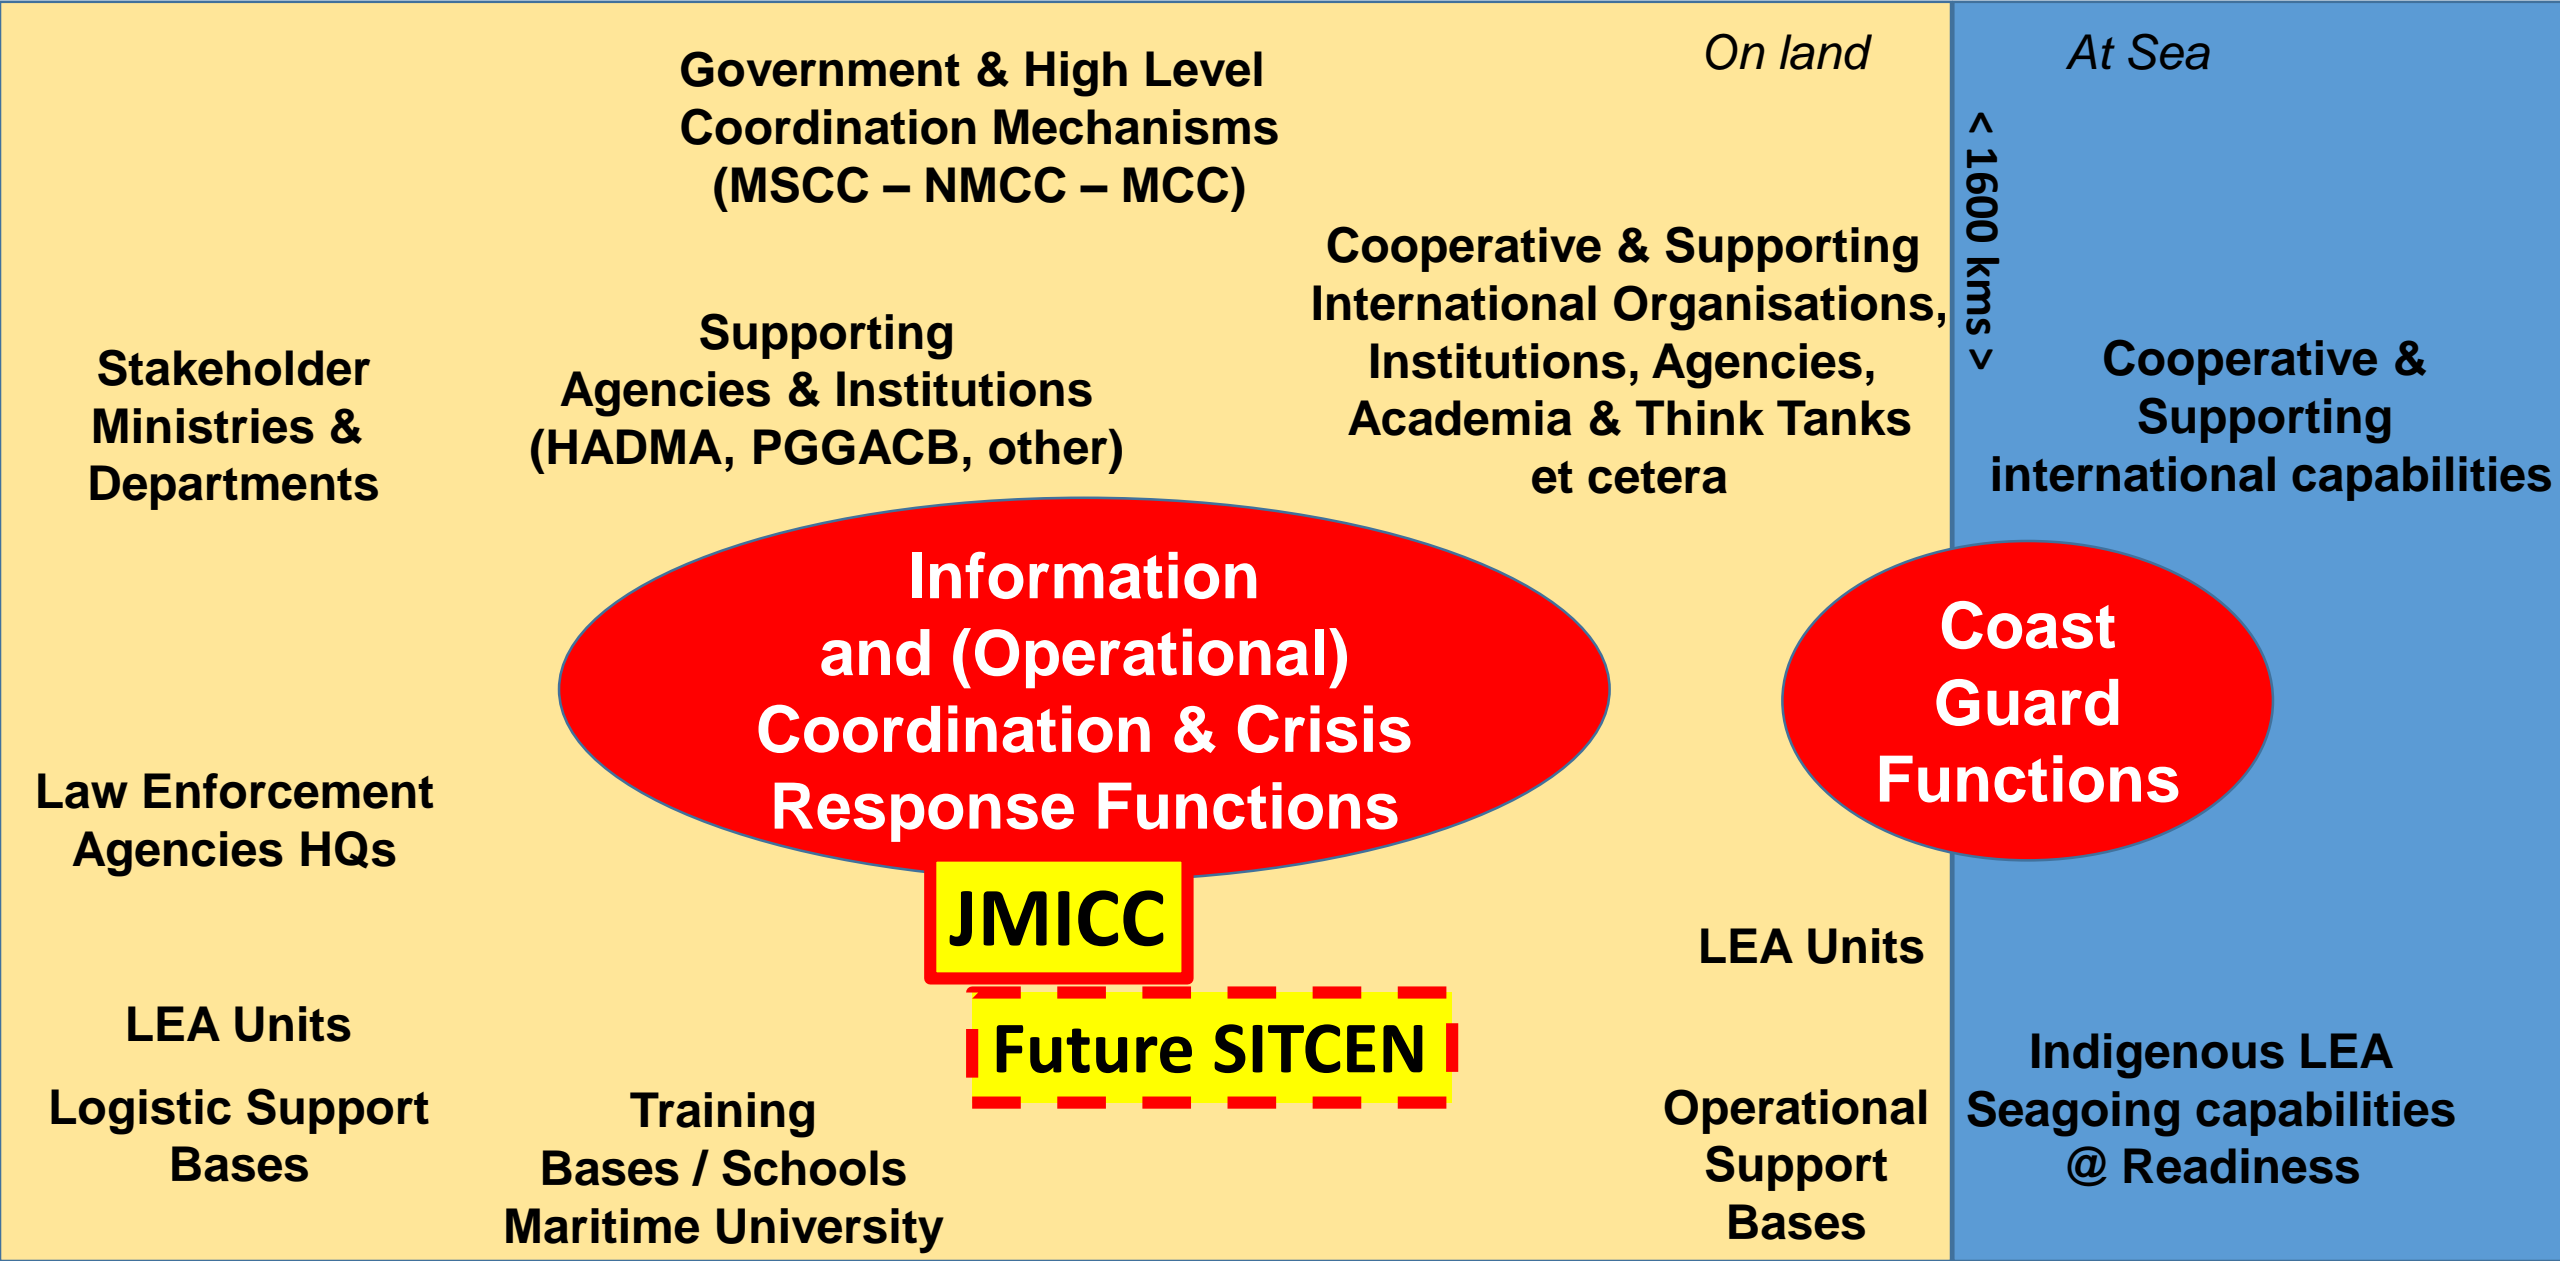 Government & High Level
Coordination Mechanisms
(MSCC – NMCC – MCC)
On land
At Sea
< 1600 kms >
Cooperative & Supporting
International Organisations,
Institutions, Agencies,
Academia & Think Tanks
et cetera
Supporting
Agencies & Institutions
(HADMA, PGGACB, other)
Stakeholder
Ministries &
Departments
Cooperative &
Supporting
international capabilities
Information
and (Operational)
Coordination & Crisis
Response Functions
Coast
Guard
Functions
Law Enforcement
Agencies HQs
JMICC
LEA Units
Future SITCEN
LEA Units
Logistic Support
Bases
Training
Bases / Schools
Maritime University
Operational
Support
Bases
Indigenous LEA
Seagoing capabilities
@ Readiness